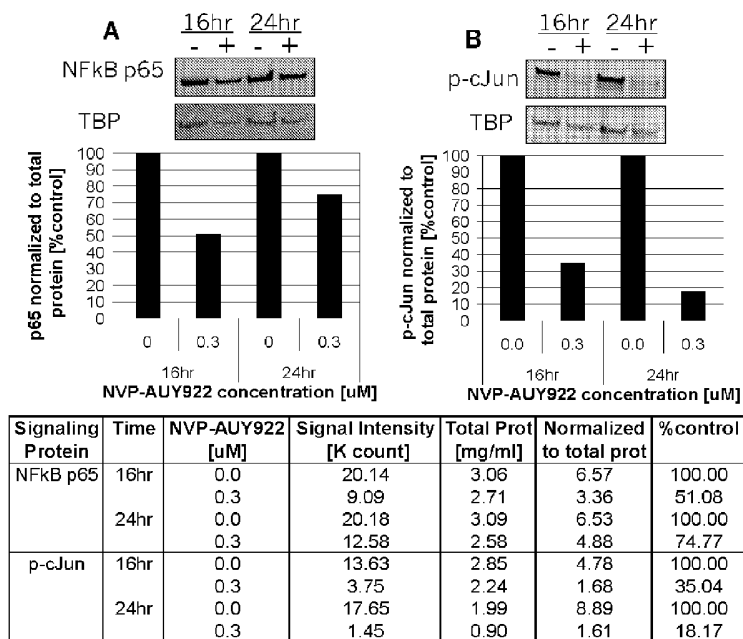 A
16hr 24hr
- + - +
NFkB p65
TBP
p65 normalized to total protein [%control]
100
90
80
70
60
50
40
30
20
10
0
0 0.3 0 0.3
16hr 24hr
NVP-AUY922 concentration [uM]
B
16hr 24hr
- + - +
p-cJun
TBP
p-cJun normalized to total protein [%control]
100
90
80
70
60
50
40
30
20
10
0
0.0 0.3 0.0 0.3
16hr 24hr
NVP-AUY922 concentration [uM]
Signaling Protein Time NVP-AUY922 [uM] Signal Intensity [K count] Total Prot [mg/ml] Normalized to total prot %control
NFkB p65 16hr 0.0 20.14 3.06 6.57 100.00
0.3 9.09 2.71 3.36 51.08
24hr 0.0 20.18 3.09 6.53 100.00
0.3 12.58 2.58 4.88 74.77
p-cJun 16hr 0.0 13.63 2.85 4.78 100.00
0.3 3.75 2.24 1.68 35.04
24hr 0.0 17.65 1.99 8.89 100.00
0.3 1.45 0.90 1.61 18.17